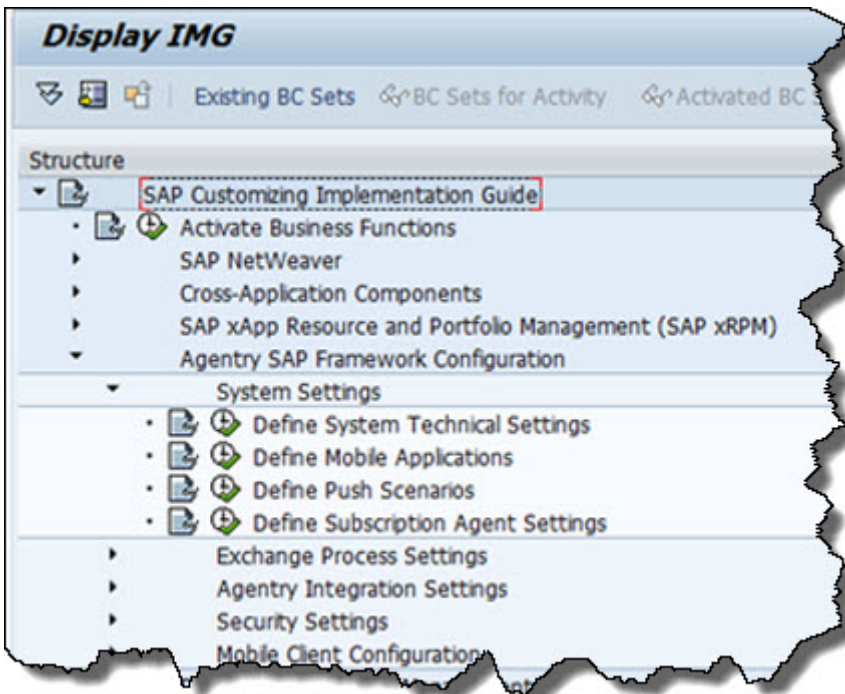 Display IMG
Existing BC Sets BC Sets for Activity Activated BC
Structure
SAP Customizing Implementation Guide
Activate Business Functions
SAP NetWeaver
Cross-Application Components
SAP xApp Resource and Portfolio Management (SAP xRPM)
Agentry SAP Framework Configuration
System Settings
Define System Technical Settings
Define Mobile Applications
Define Push Scenarios
Define Subscription Agent Settings
Exchange Process Settings
Agentry Integration Settings
Security Settings
Mobile Client Configuration